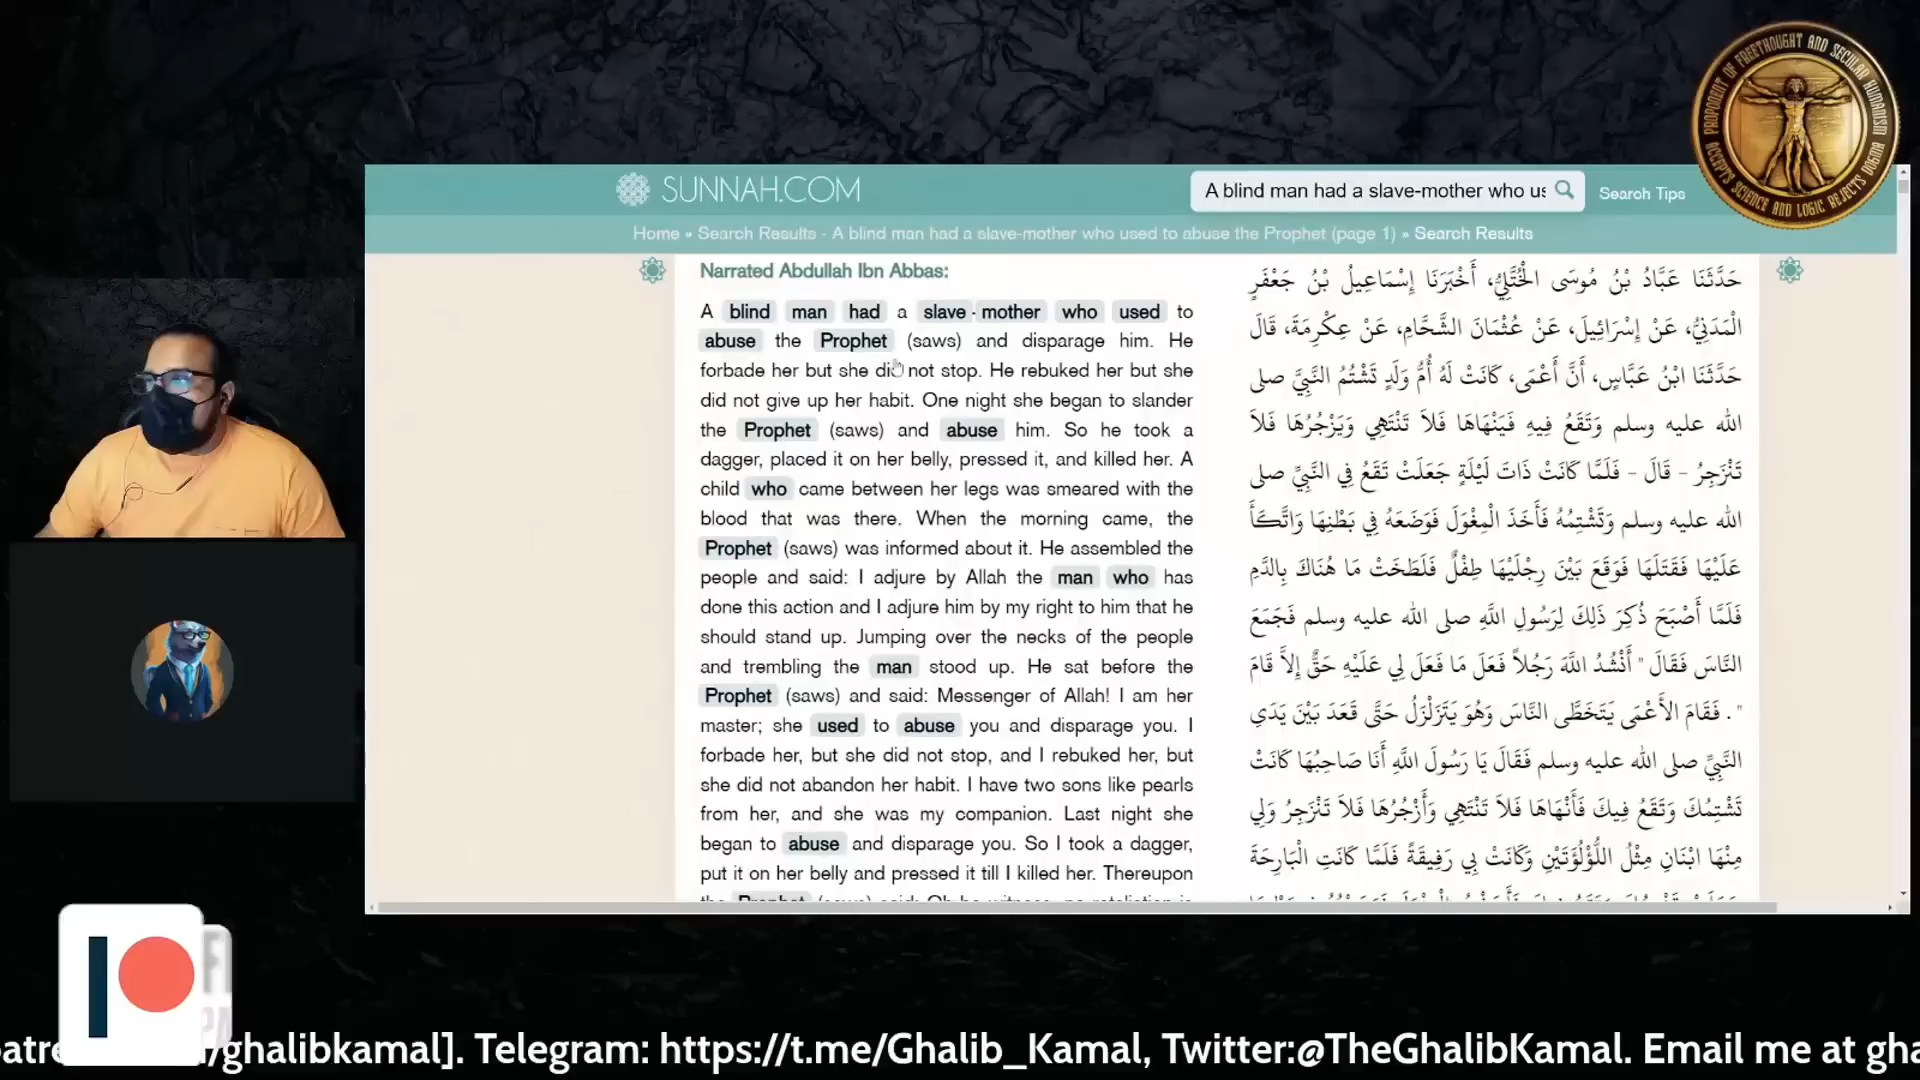 PROPONENT OF FREETHOUGHT AND SECULAR HUMANISM
ACCEPTS SCIENCE AND LOGIC REJECTS DOGMA
SUNNAH.COM
A blind man had a slave-mother who us
Search Tips
Home » Search Results - A blind man had a slave-mother who used to abuse the Prophet (page 1) » Search Results
Narrated Abdullah Ibn Abbas:
A blind man had a slave-mother who used to
abuse the Prophet (saws) and disparage him. He
forbade her but she did not stop. He rebuked her but she
did not give up her habit. One night she began to slander
the Prophet (saws) and abuse him. So he took a
dagger, placed it on her belly, pressed it, and killed her. A
child who came between her legs was smeared with the
blood that was there. When the morning came, the
Prophet (saws) was informed about it. He assembled the
people and said: I adjure by Allah the man who has
done this action and I adjure him by my right to him that he
should stand up. Jumping over the necks of the people
and trembling the man stood up. He sat before the
Prophet (saws) and said: Messenger of Allah! I am her
master; she used to abuse you and disparage you. I
forbade her, but she did not stop, and I rebuked her, but
she did not abandon her habit. I have two sons like pearls
from her, and she was my companion. Last night she
began to abuse and disparage you. So I took a dagger,
put it on her belly and pressed it till I killed her. Thereupon
حَدَّثَنَا عَبَّادُ بْنُ مُوسَى الْخُتَّلِيُّ، أَخْبَرَنَا إِسْمَاعِيلُ بْنُ جَعْفَرٍ
الْمَدَنِيُّ، عَنْ إِسْرَائِيلَ، عَنْ عُثْمَانَ الشَّحَّامِ، عَنْ عِكْرِمَةَ، قَالَ
حَدَّثَنَا ابْنُ عَبَّاسٍ، أَنَّ أَعْمَى، كَانَتْ لَهُ أُمُّ وَلَدٍ تَشْتُمُ النَّبِيَّ صلى
الله عليه وسلم وَتَقَعُ فِيهِ فَيَنْهَاهَا فَلاَ تَنْتَهِي وَيَزْجُرُهَا فَلاَ
تَنْزَجِرُ - قَالَ - فَلَمَّا كَانَتْ ذَاتَ لَيْلَةٍ جَعَلَتْ تَقَعُ فِي النَّبِيِّ صلى
الله عليه وسلم وَتَشْتِمُهُ فَأَخَذَ الْمِغْوَلَ فَوَضَعَهُ فِي بَطْنِهَا وَاتَّكَأَ
عَلَيْهَا فَقَتَلَهَا فَوَقَعَ بَيْنَ رِجْلَيْهَا طِفْلٌ فَلَطَخَتْ مَا هُنَاكَ بِالدَّمِ
فَلَمَّا أَصْبَحَ ذُكِرَ ذَلِكَ لِرَسُولِ اللَّهِ صلى الله عليه وسلم فَجَمَعَ
النَّاسَ فَقَالَ " أَنْشُدُ اللَّهَ رَجُلاً فَعَلَ مَا فَعَلَ لِي عَلَيْهِ حَقٌّ إِلاَّ قَامَ
" . فَقَامَ الأَعْمَى يَتَخَطَّى النَّاسَ وَهُوَ يَتَزَلْزَلُ حَتَّى قَعَدَ بَيْنَ يَدَىِ
النَّبِيِّ صلى الله عليه وسلم فَقَالَ يَا رَسُولَ اللَّهِ أَنَا صَاحِبُهَا كَانَتْ
تَشْتِمُكَ وَتَقَعُ فِيكَ فَأَنْهَاهَا فَلاَ تَنْتَهِي وَأَزْجُرُهَا فَلاَ تَنْزَجِرُ وَلِي
مِنْهَا ابْنَانِ مِثْلُ اللُّؤْلُؤَتَيْنِ وَكَانَتْ بِي رَفِيقَةً فَلَمَّا كَانَتِ الْبَارِحَةَ
/ghalibkamal]. Telegram: https://t.me/Ghalib_Kamal, Twitter:@TheGhalibKamal. Email me at gha